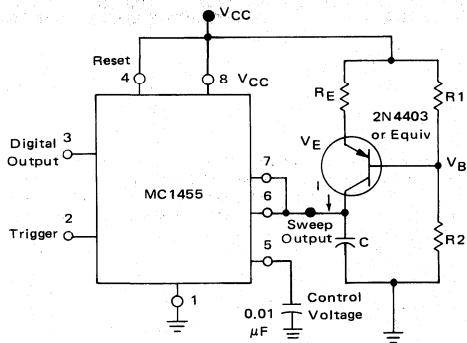 VCC
Reset
4
8 VCC
RE
R1
2N4403
or Equiv
3
Digital
Output
VE
VB
7
MC1455
6
I
2
Trigger
Sweep
Output
C
R2
5
1
Control
Voltage
0.01
μF